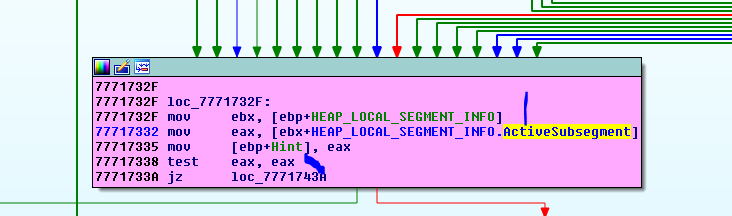 7771732F
7771732F loc_7771732F:
7771732F mov ebx, [ebp+HEAP_LOCAL_SEGMENT_INFO]
77717332 mov eax, [ebx+HEAP_LOCAL_SEGMENT_INFO.ActiveSubsegment]
77717335 mov [ebp+Hint], eax
77717338 test eax, eax
7771733A jz loc_7771743A